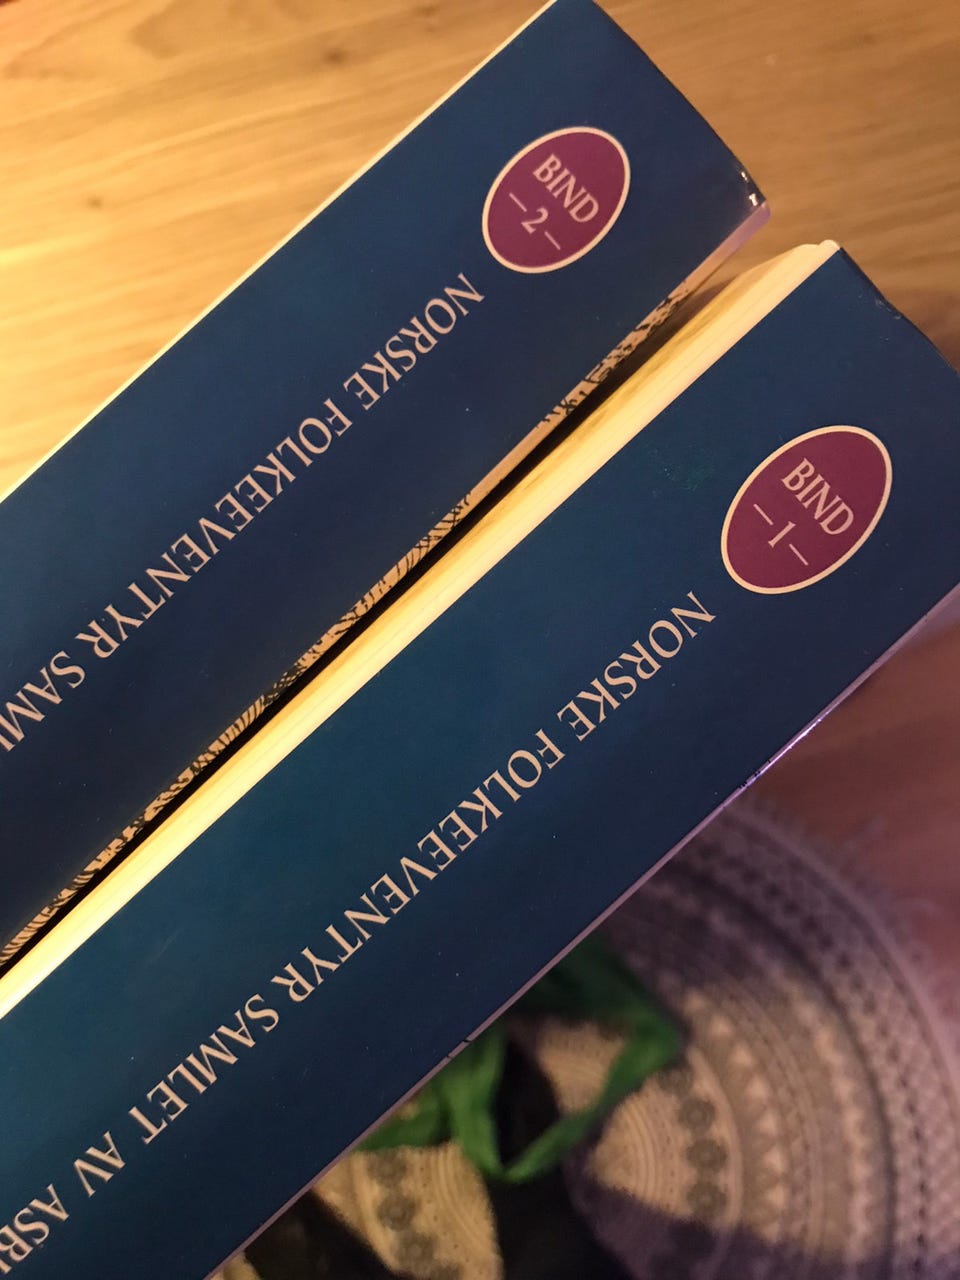 BIND
— 2 —
NORSKE FOLKEEVENTYR
BIND
— 1 —
NORSKE FOLKEEVENTYR SAMLET AV